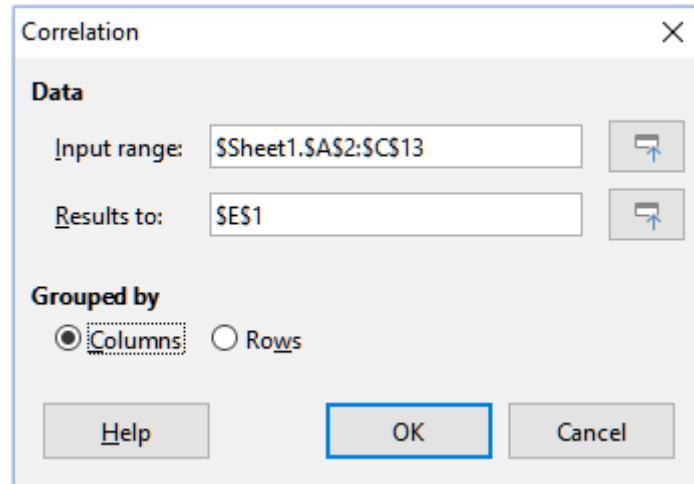 Correlation
Data
Input range: $Sheet1.$A$2:$C$13
Results to: $E$1
Grouped by
Columns Rows
Help OK Cancel